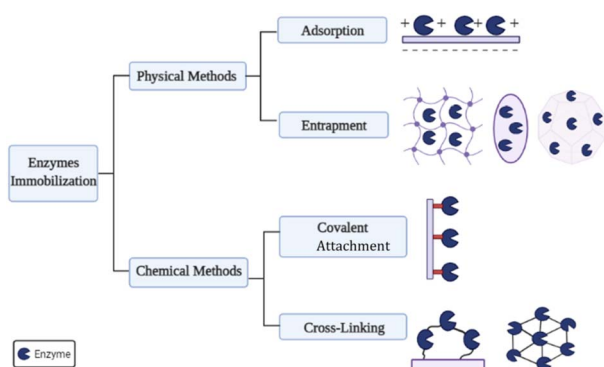 Adsorption
+ + + +
Physical Methods
Entrapment
Enzymes
Immobilization
Covalent
Attachment
Chemical Methods
Cross-Linking
Enzyme